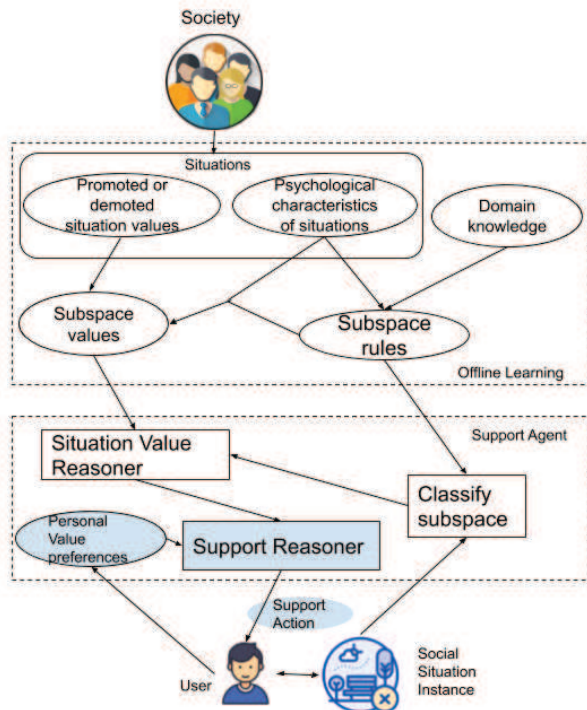 Society
Situations
Promoted or
demoted
situation values
Psychological
characteristics
of situations
Domain
knowledge
Subspace
values
Subspace
rules
Offline Learning
Support Agent
Situation Value
Reasoner
Classify
subspace
Personal
Value
preferences
Support Reasoner
Support
Action
User
Social
Situation
Instance